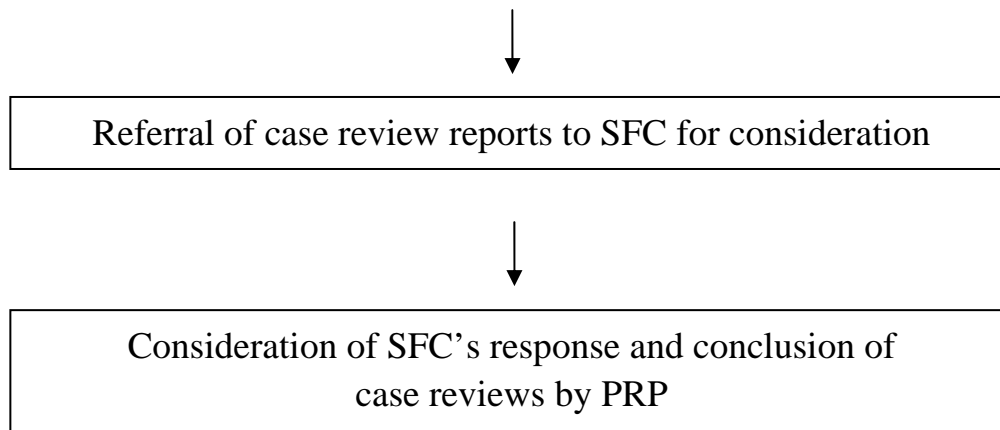 Referral of case review reports to SFC for consideration
Consideration of SFC’s response and conclusion of
case reviews by PRP